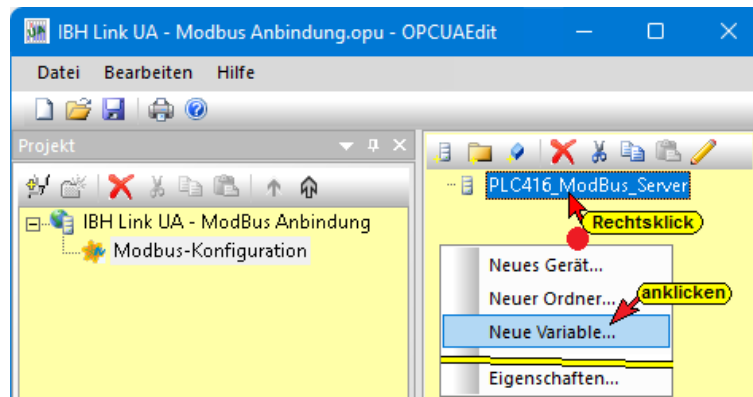 IBH Link UA - Modbus Anbindung.opu - OPCUAEdit
Datei Bearbeiten Hilfe
Projekt
IBH Link UA - ModBus Anbindung
Modbus-Konfiguration
PLC416_ModBus_Server
Rechtsklick
Neues Gerät...
Neuer Ordner...
anklicken
Neue Variable...
Eigenschaften...